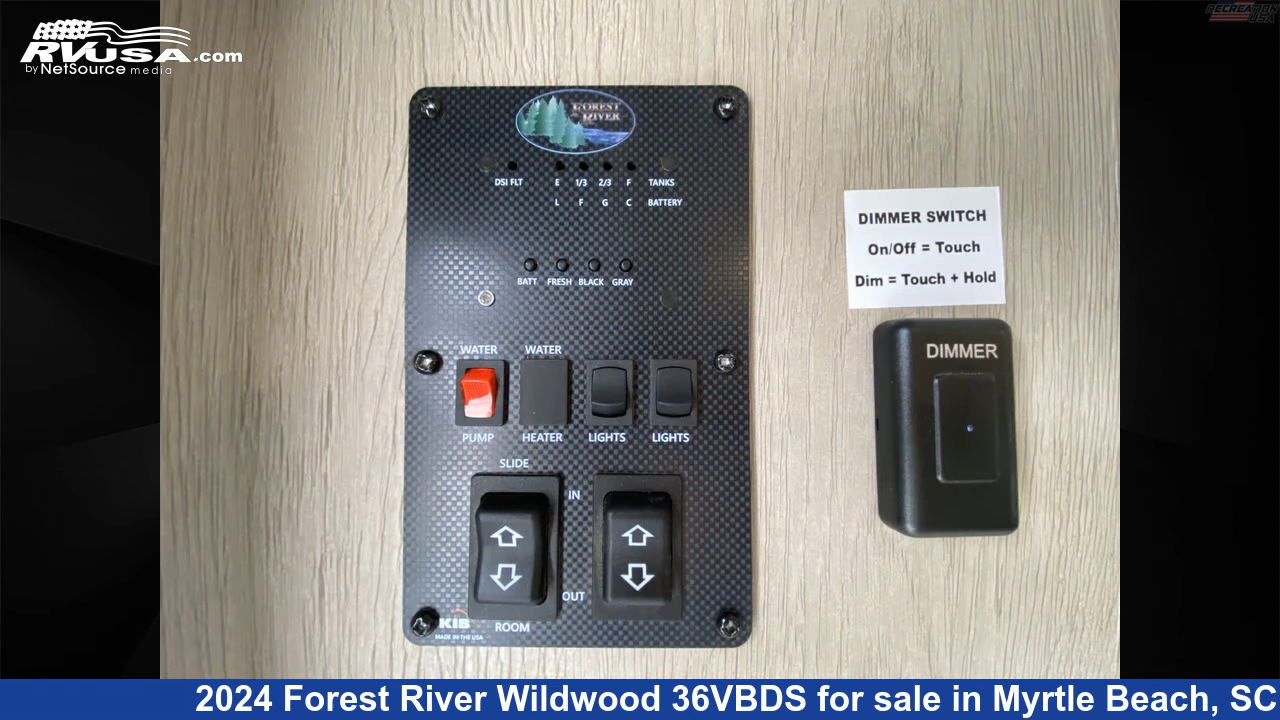 RVUSA.com
by NetSource media
RECREATION
USA
FOREST
RIVER
DSI FLT E 1/3 2/3 F TANKS
L F G C BATTERY
BATT FRESH BLACK GRAY
WATER WATER
PUMP HEATER LIGHTS LIGHTS
SLIDE
IN
OUT
ROOM
KIB
MADE IN THE USA
DIMMER SWITCH
On/Off = Touch
Dim = Touch + Hold
DIMMER
2024 Forest River Wildwood 36VBDS for sale in Myrtle Beach, SC